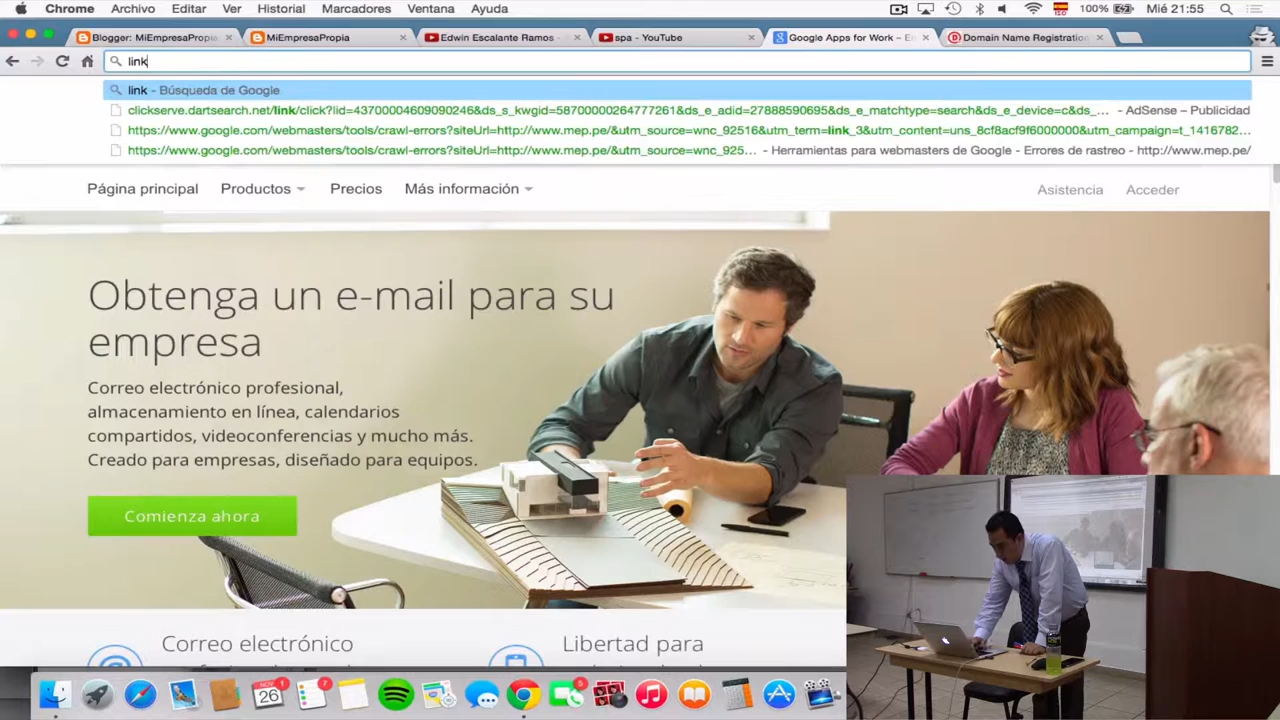 Chrome Archivo Editar Ver Historial Marcadores Ventana Ayuda 100% Mié 21:55
Blogger: MiEmpresaPropia MiEmpresaPropia Edwin Escalante Ramos - spa - YouTube Google Apps for Work – En Domain Name Registration
link
link - Búsqueda de Google
clickserve.dartsearch.net/link/click?lid=43700004609090246&ds_s_kwgid=58700000264777261&ds_e_adid=27888590695&ds_e_matchtype=search&ds_e_device=c&ds_... - AdSense – Publicidad
https://www.google.com/webmasters/tools/crawl-errors?siteUrl=http://www.mep.pe/&utm_source=wnc_92516&utm_term=link_3&utm_content=uns_8cf8acf9f6000000&utm_campaign=t_1416782...
https://www.google.com/webmasters/tools/crawl-errors?siteUrl=http://www.mep.pe/&utm_source=wnc_925... - Herramientas para webmasters de Google - Errores de rastreo - http://www.mep.pe/
Página principal Productos Precios Más información Asistencia Acceder
Obtenga un e-mail para su
empresa
Correo electrónico profesional,
almacenamiento en línea, calendarios
compartidos, videoconferencias y mucho más.
Creado para empresas, diseñado para equipos.
Comienza ahora
Correo electrónico Libertad para
NOV 1 7 5
26